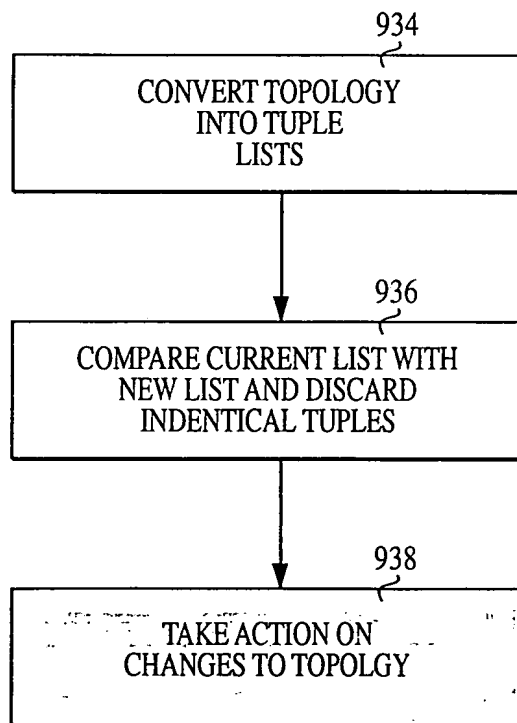 934
CONVERT TOPOLOGY
INTO TUPLE
LISTS
936
COMPARE CURRENT LIST WITH
NEW LIST AND DISCARD
INDENTICAL TUPLES
938
TAKE ACTION ON
CHANGES TO TOPOLGY